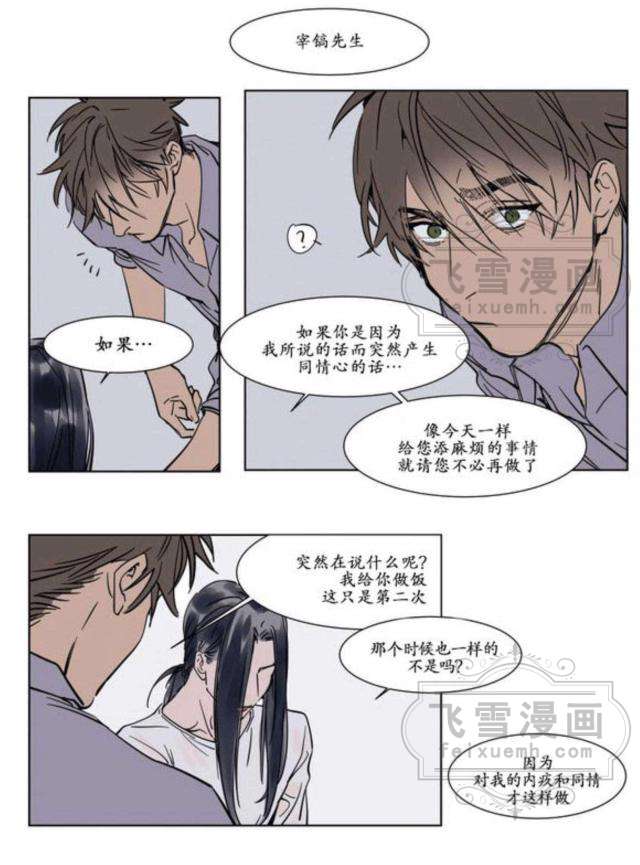 宰镐先生
如果…
?
如果你是因为
我所说的话而突然产生
同情心的话…
像今天一样
给您添麻烦的事情
就请您不必再做了
飞雪漫画
feixuemh.com
突然在说什么呢?
我给你做饭
这只是第二次
那个时候也一样的
不是吗?
飞雪漫画
feixuemh.com
因为
对我的内疚和同情
才这样做